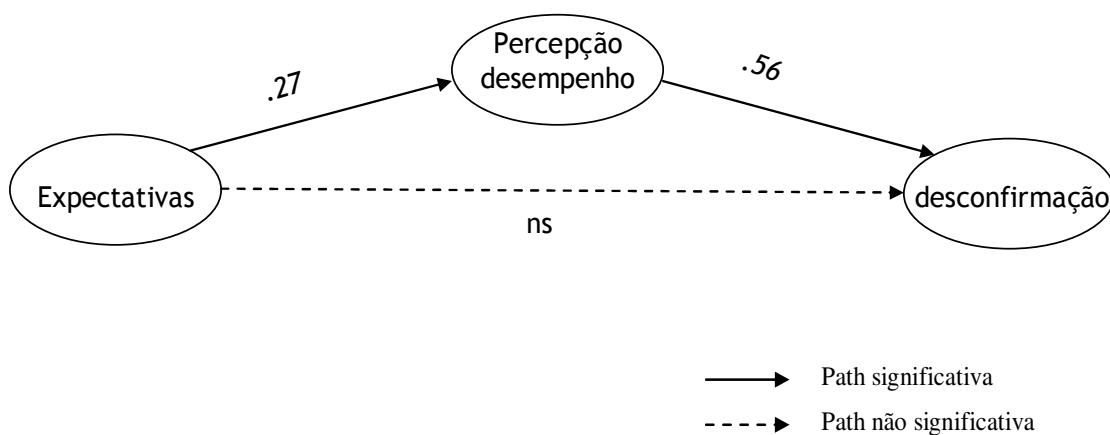 Percepção
desempenho
.27
.56
Expectativas
desconfirmação
ns
Path significativa
Path não significativa